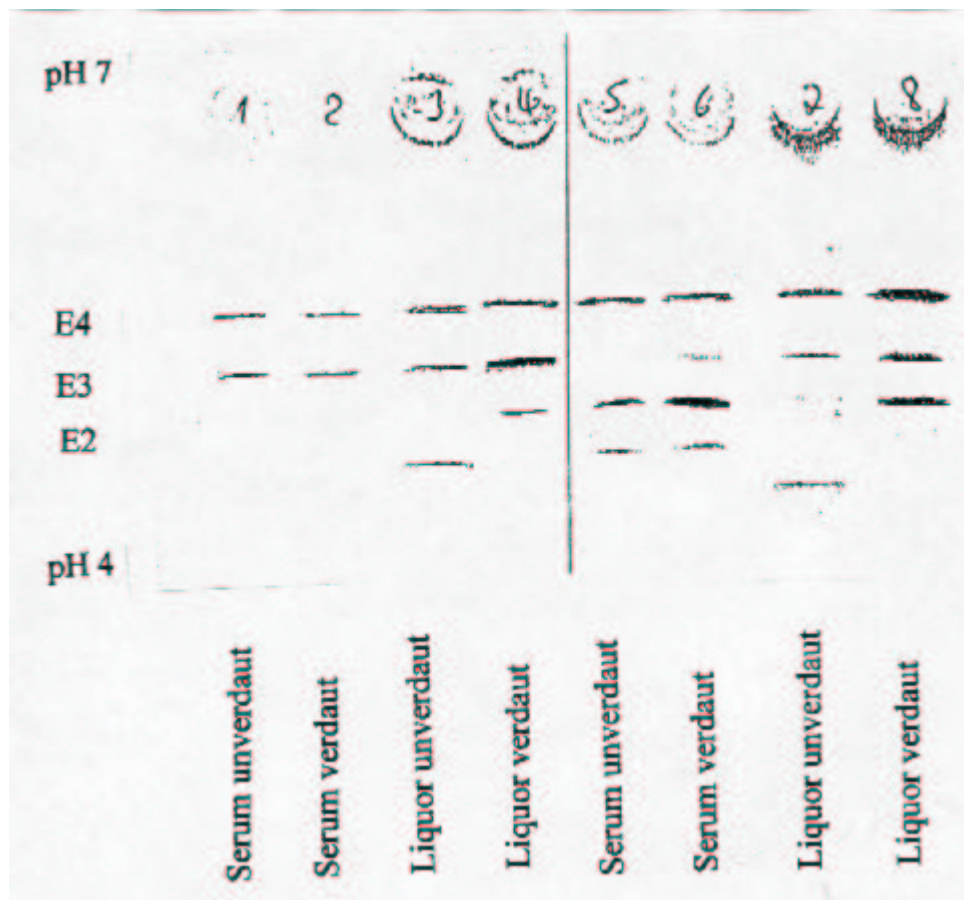 pH 7
1 2 3 4 5 6 7 8
E4
E3
E2
pH 4
Serum unverdaut
Serum verdaut
Liquor unverdaut
Liquor verdaut
Serum unverdaut
Serum verdaut
Liquor unverdaut
Liquor verdaut